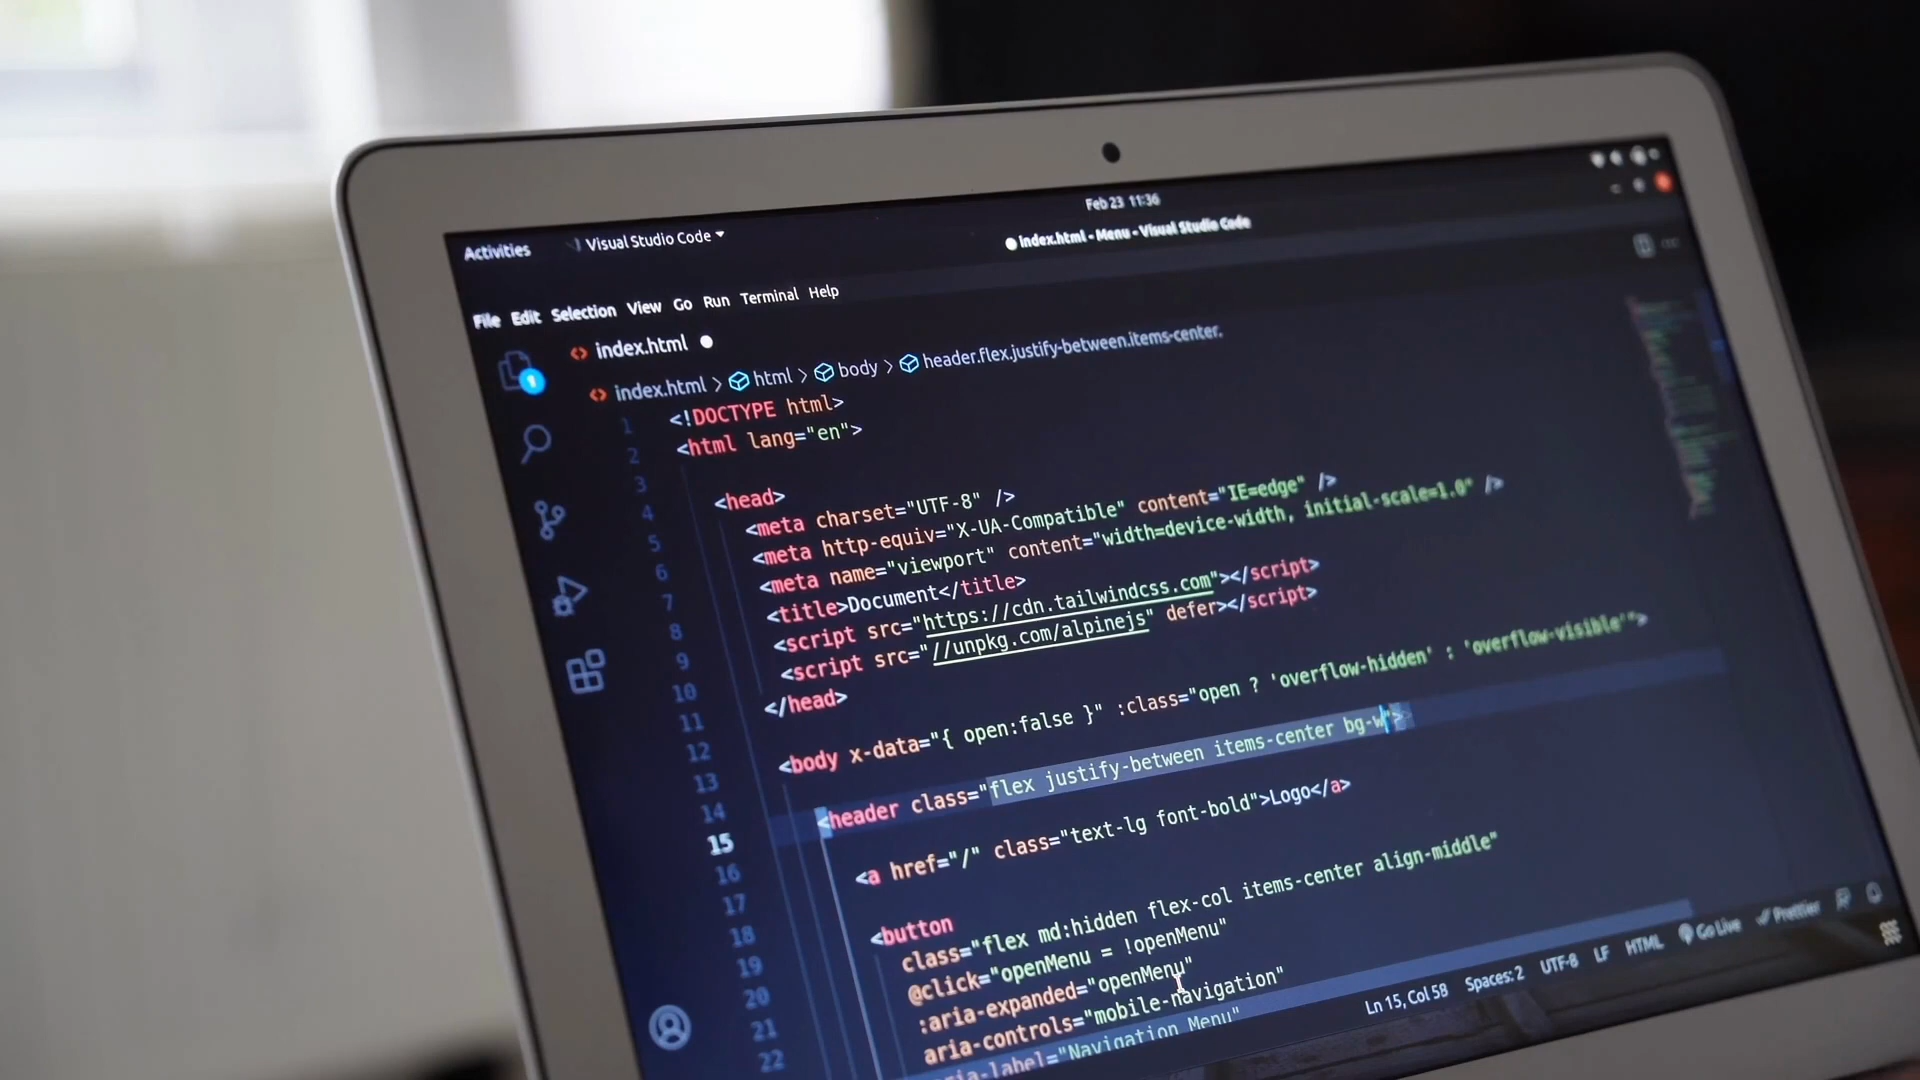 Feb 23 11:36
Activities
Visual Studio Code
index.html - Menu - Visual Studio Code
File Edit Selection View Go Run Terminal Help
index.html
1
index.html > html > body > header.flex.justify-between.items-center.
1 <!DOCTYPE html>
2 <html lang="en">
3
4 <head>
5 <meta charset="UTF-8" />
6 <meta http-equiv="X-UA-Compatible" content="IE=edge" />
7 <meta name="viewport" content="width=device-width, initial-scale=1.0" />
8 <title>Document</title>
9 <script src="https://cdn.tailwindcss.com"></script>
10 <script src="//unpkg.com/alpinejs" defer></script>
11 </head>
12
13 <body x-data="{ open:false }" :class="open ? 'overflow-hidden' : 'overflow-visible'">
14
15 <header class="flex justify-between items-center bg-w">
16
17 <a href="/" class="text-lg font-bold">Logo</a>
18
19 <button
20 class="flex md:hidden flex-col items-center align-middle"
21 @click="openMenu = !openMenu"
22 :aria-expanded="openMenu"
aria-controls="mobile-navigation"
aria-label="Navigation Menu"
Ln 15, Col 58 Spaces: 2 UTF-8 LF HTML Go Live Prettier